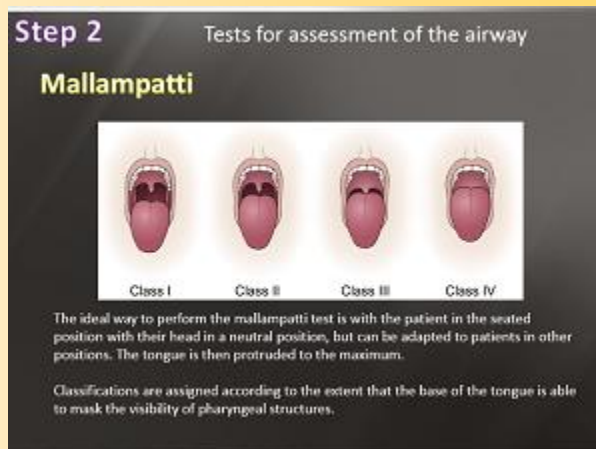 Step 2
Tests for assessment of the airway
Mallampatti
Class I
Class II
Class III
Class IV
The ideal way to perform the mallampatti test is with the patient in the seated
position with their head in a neutral position, but can be adapted to patients in other
positions. The tongue is then protruded to the maximum.
Classifications are assigned according to the extent that the base of the tongue is able
to mask the visibility of pharyngeal structures.